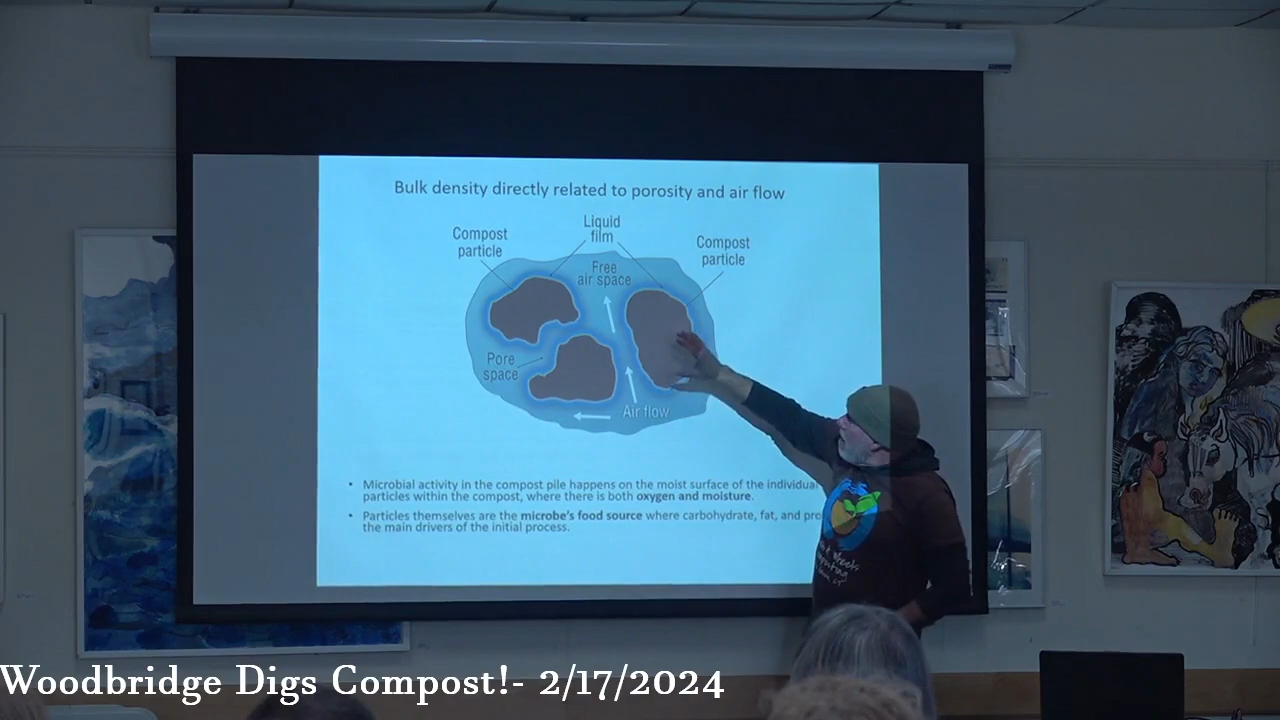 Bulk density directly related to porosity and air flow
Liquid
film
Compost
particle
Compost
particle
Free
air space
Pore
space
Air flow
• Microbial activity in the compost pile happens on the moist surface of the individual
particles within the compost, where there is both oxygen and moisture.
• Particles themselves are the microbe's food source where carbohydrate, fat, and pro
the main drivers of the initial process.
Woodbridge Digs Compost!- 2/17/2024